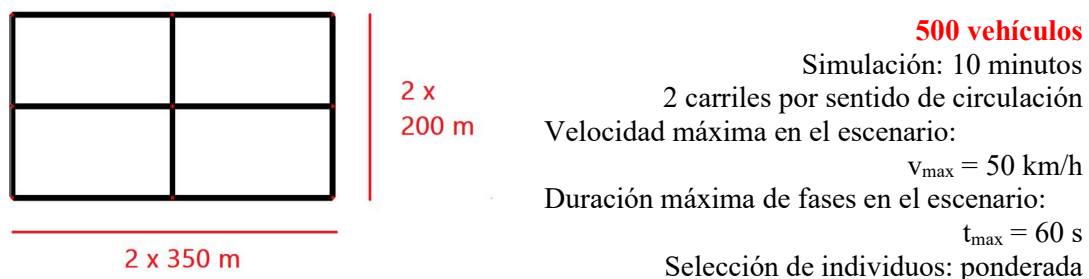 2 x
200 m
2 x 350 m
500 vehículos
Simulación: 10 minutos
2 carriles por sentido de circulación
Velocidad máxima en el escenario:
vmax = 50 km/h
Duración máxima de fases en el escenario:
tmax = 60 s
Selección de individuos: ponderada